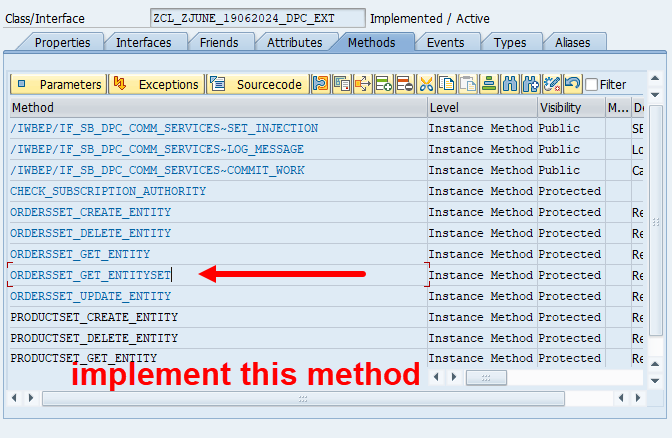 Class/Interface ZCL_ZJUNE_19062024_DPC_EXT Implemented / Active
Properties Interfaces Friends Attributes Methods Events Types Aliases
Parameters Exceptions Sourcecode Filter
Method Level Visibility M...
/IWBEP/IF_SB_DPC_COMM_SERVICES~SET_INJECTION Instance Method Public SE
/IWBEP/IF_SB_DPC_COMM_SERVICES~LOG_MESSAGE Instance Method Public Lo
/IWBEP/IF_SB_DPC_COMM_SERVICES~COMMIT_WORK Instance Method Public Ca
CHECK_SUBSCRIPTION_AUTHORITY Instance Method Protected
ORDERSSET_CREATE_ENTITY Instance Method Protected Re
ORDERSSET_DELETE_ENTITY Instance Method Protected Re
ORDERSSET_GET_ENTITY Instance Method Protected Re
ORDERSSET_GET_ENTITYSET Instance Method Protected Re
ORDERSSET_UPDATE_ENTITY Instance Method Protected Re
PRODUCTSET_CREATE_ENTITY Instance Method Protected Re
PRODUCTSET_DELETE_ENTITY Instance Method Protected Re
PRODUCTSET_GET_ENTITY Instance Method Protected Re
implement this method